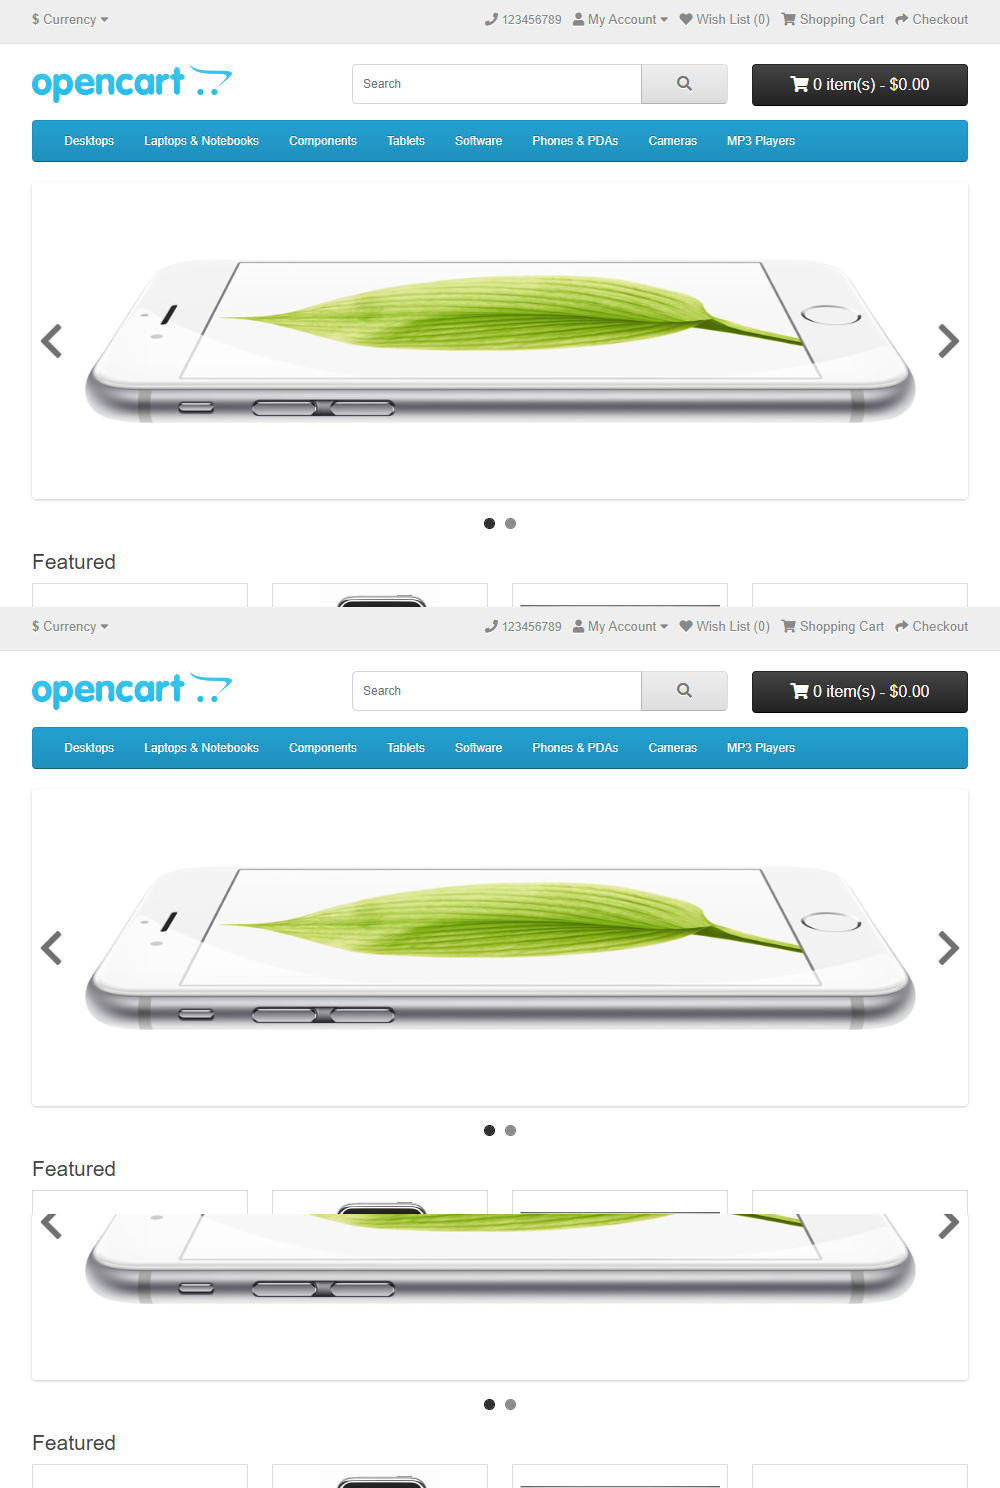 $ Currency 123456789 My Account Wish List (0) Shopping Cart Checkout
opencart Search 0 item(s) - $0.00
Desktops Laptops & Notebooks Components Tablets Software Phones & PDAs Cameras MP3 Players
Featured
$ Currency 123456789 My Account Wish List (0) Shopping Cart Checkout
opencart Search 0 item(s) - $0.00
Desktops Laptops & Notebooks Components Tablets Software Phones & PDAs Cameras MP3 Players
Featured
Featured